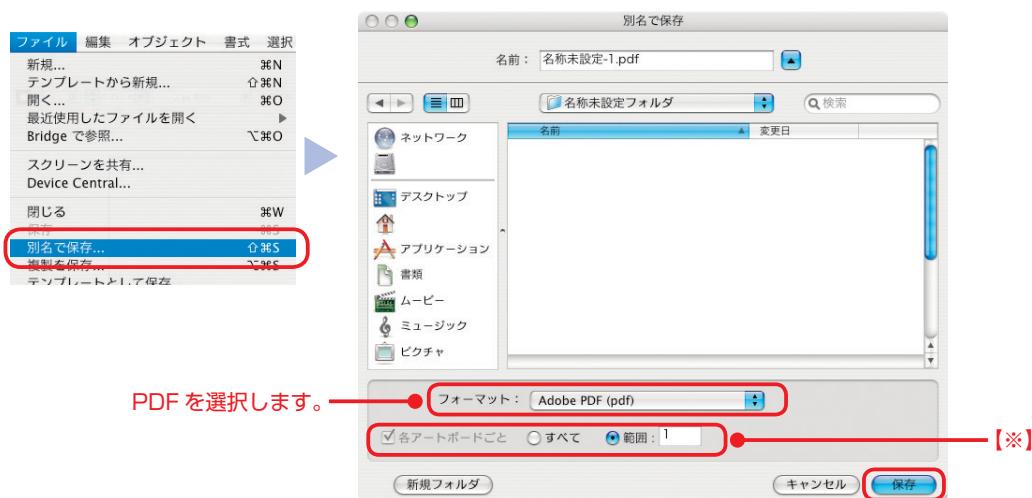 ファイル 編集 オブジェクト 書式 選択
新規... ⌘N
テンプレートから新規... ⇧⌘N
開く... ⌘O
最近使用したファイルを開く ▶
Bridge で参照... ⌥⌘O
スクリーンを共有...
Device Central...
閉じる ⌘W
保存 ⌘S
別名で保存... ⇧⌘S
複製を保存... ⌥⌘S
テンプレートとして保存
別名で保存
名前： 名称未設定-1.pdf
名称未設定フォルダ
検索
名前 変更日
ネットワーク
デスクトップ
アプリケーション
書類
ムービー
ミュージック
ピクチャ
PDF を選択します。
フォーマット： Adobe PDF (pdf)
各アートボードごと すべて 範囲： 1
【※】
新規フォルダ キャンセル 保存